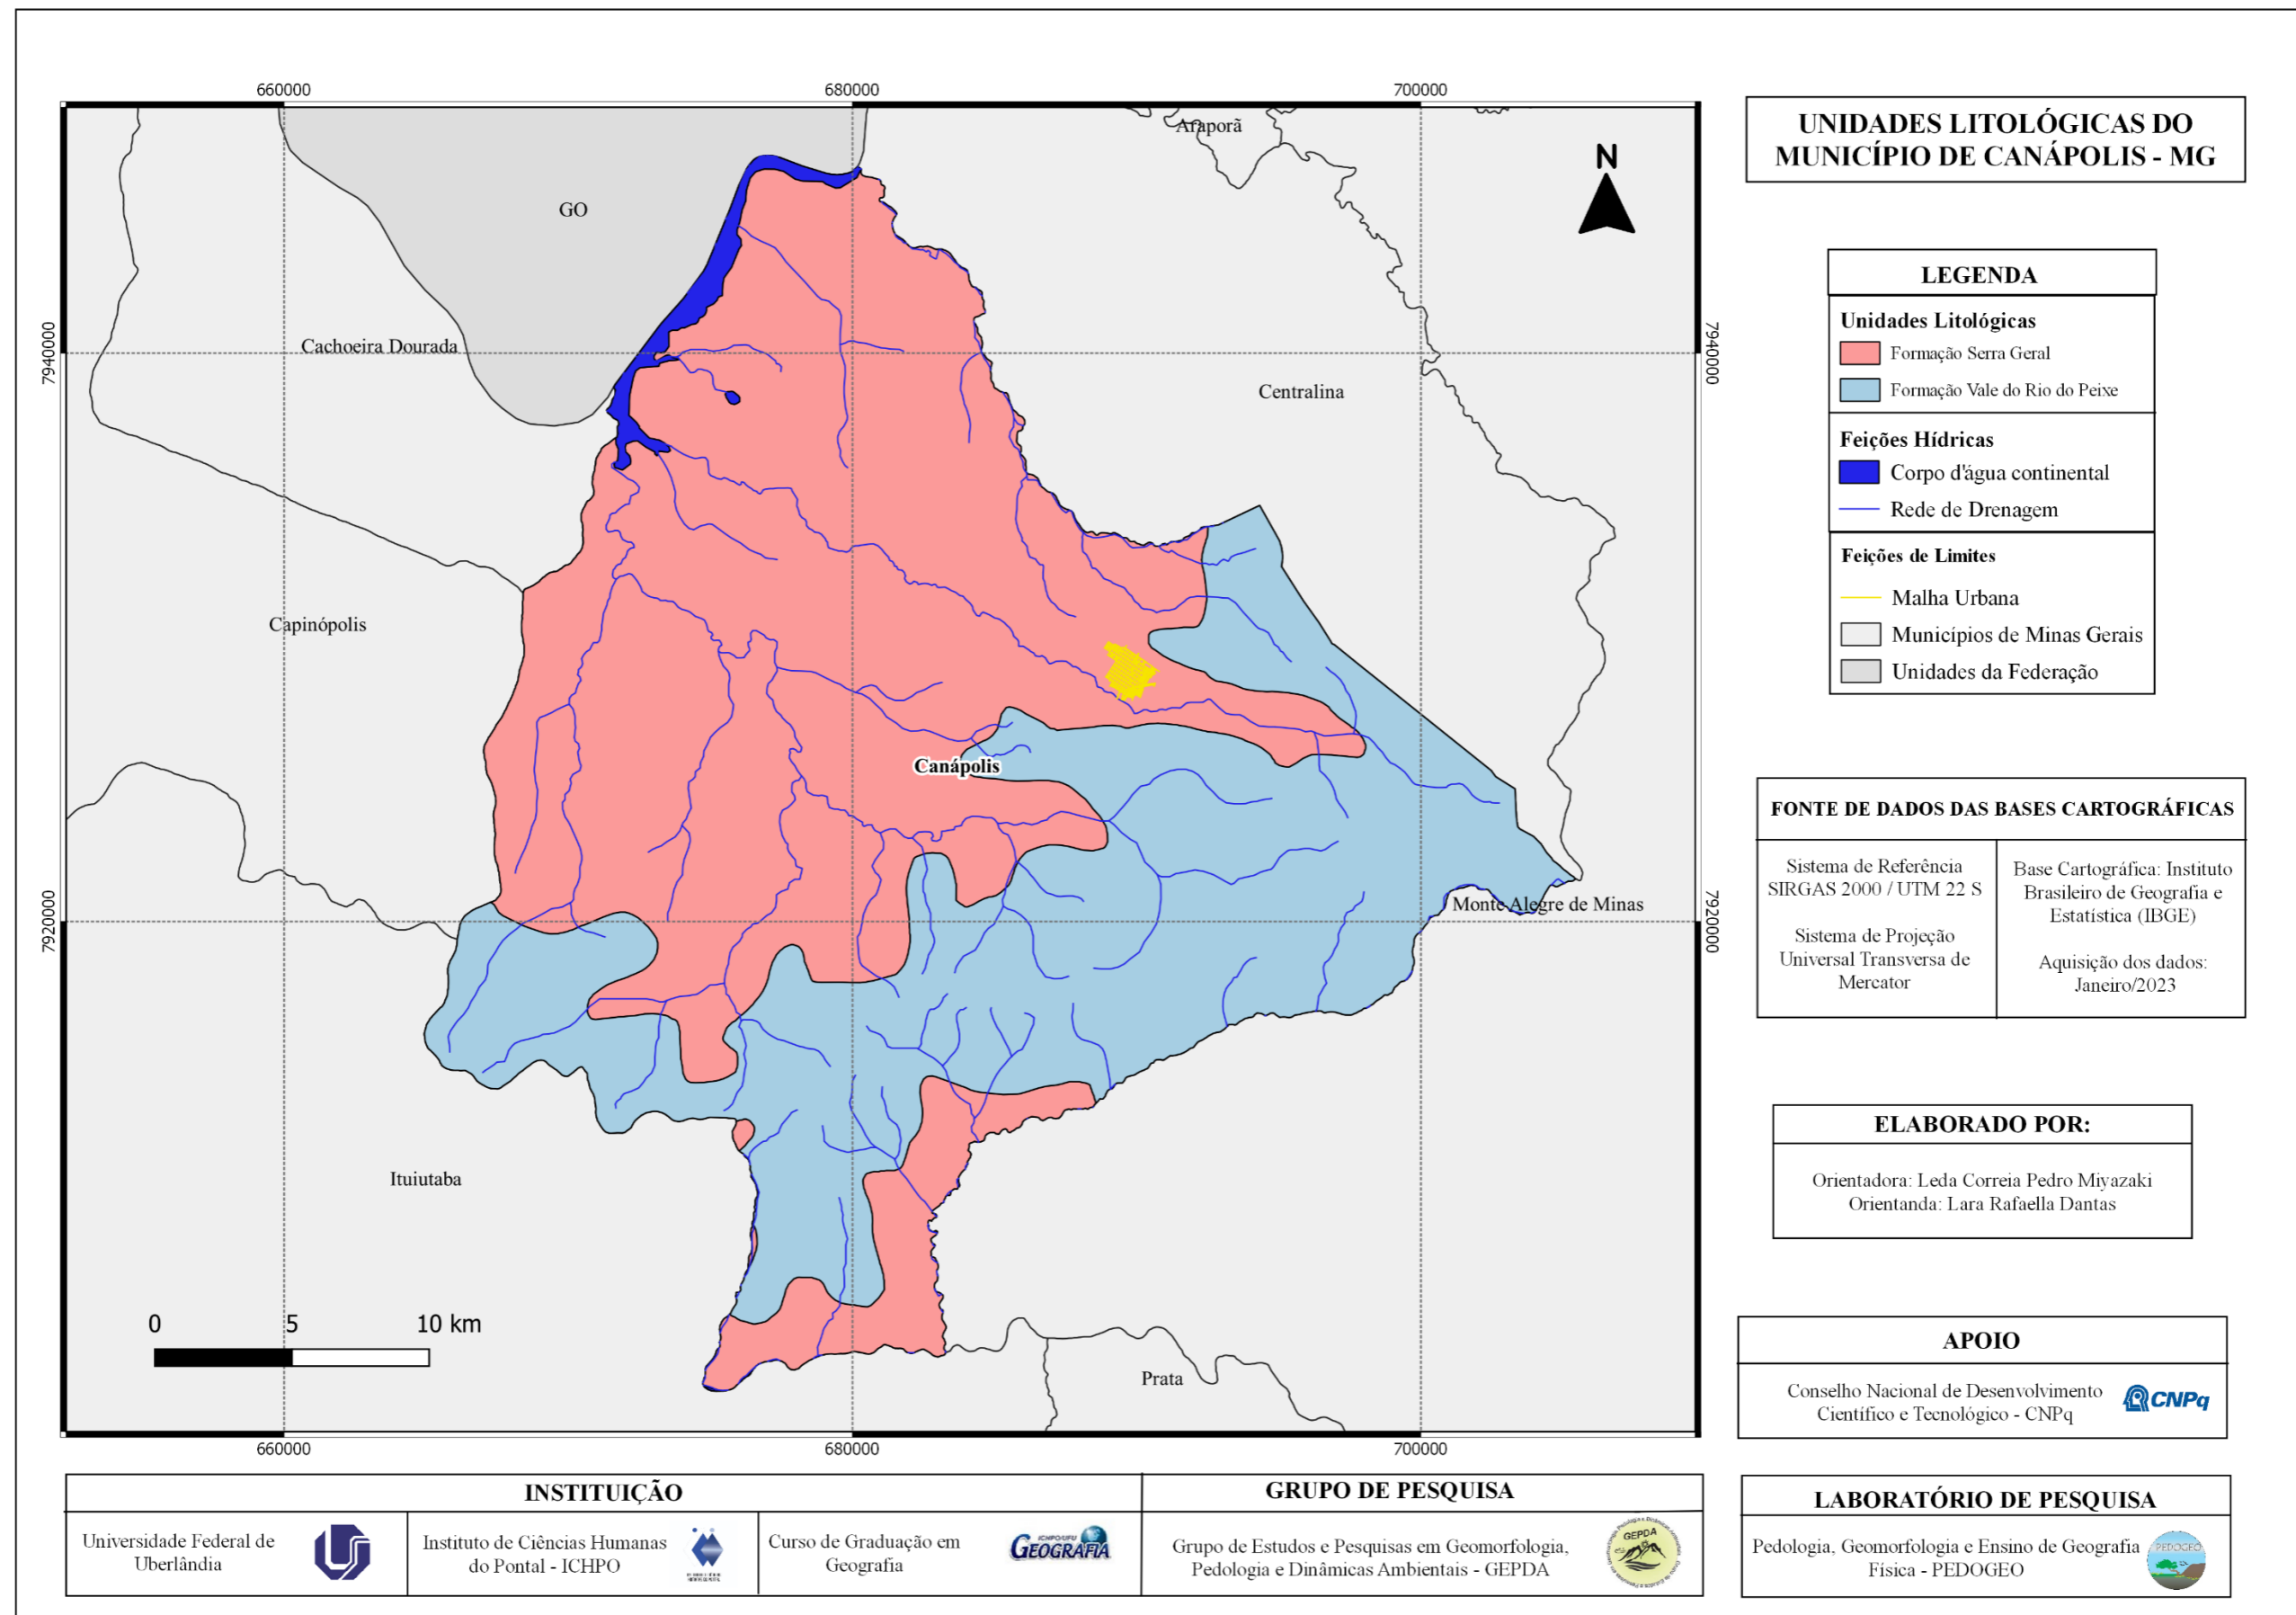 660000
680000
700000
Araporã
N
GO
7940000
7940000
Cachoeira Dourada
Centralina
Capinópolis
Canápolis
7920000
7920000
Monte Alegre de Minas
Ituiutaba
0
5
10 km
Prata
660000
680000
700000
UNIDADES LITOLÓGICAS DO
MUNICÍPIO DE CANÁPOLIS - MG
LEGENDA
Unidades Litológicas
Formação Serra Geral
Formação Vale do Rio do Peixe
Feições Hídricas
Corpo d'água continental
Rede de Drenagem
Feições de Limites
Malha Urbana
Municípios de Minas Gerais
Unidades da Federação
FONTE DE DADOS DAS BASES CARTOGRÁFICAS
Sistema de Referência
SIRGAS 2000 / UTM 22 S
Sistema de Projeção
Universal Transversa de
Mercator
Base Cartográfica: Instituto
Brasileiro de Geografia e
Estatística (IBGE)
Aquisição dos dados:
Janeiro/2023
ELABORADO POR:
Orientadora: Leda Correia Pedro Miyazaki
Orientanda: Lara Rafaella Dantas
APOIO
Conselho Nacional de Desenvolvimento
Científico e Tecnológico - CNPq
CNPq
INSTITUIÇÃO
Universidade Federal de
Uberlândia
Instituto de Ciências Humanas
do Pontal - ICHPO
Curso de Graduação em
Geografia
ICHPO/UFU
GEOGRAFIA
GRUPO DE PESQUISA
Grupo de Estudos e Pesquisas em Geomorfologia,
Pedologia e Dinâmicas Ambientais - GEPDA
GEPDA
LABORATÓRIO DE PESQUISA
Pedologia, Geomorfologia e Ensino de Geografia
Física - PEDOGEO
PEDOGEO